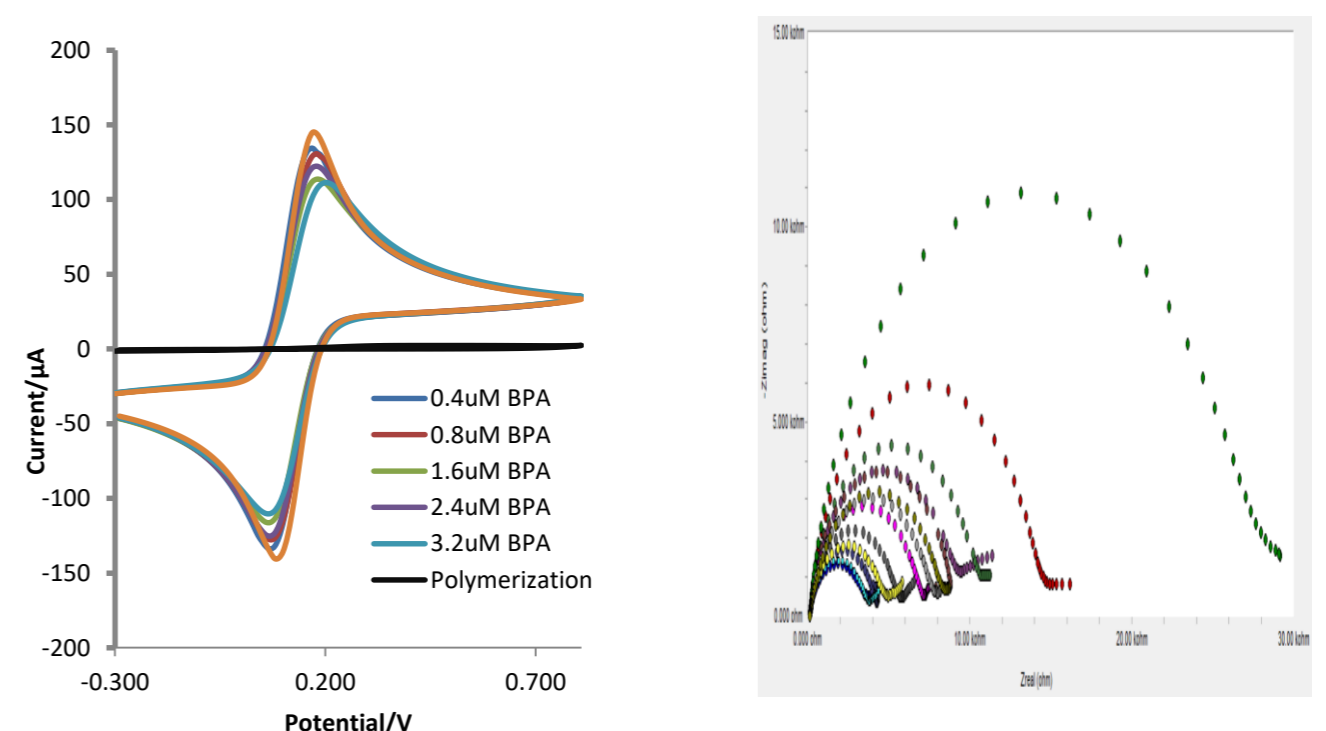 200
150
100
50
0
-50
-100
-150
-200
Current/µA
-0.300
0.200
0.700
Potential/V
0.4uM BPA
0.8uM BPA
1.6uM BPA
2.4uM BPA
3.2uM BPA
Polymerization
15.00 kohm
10.00 kohm
5.000 kohm
0.000 ohm
-Zimag (ohm)
0.000 ohm
10.00 kohm
20.00 kohm
30.00 kohm
Zreal (ohm)